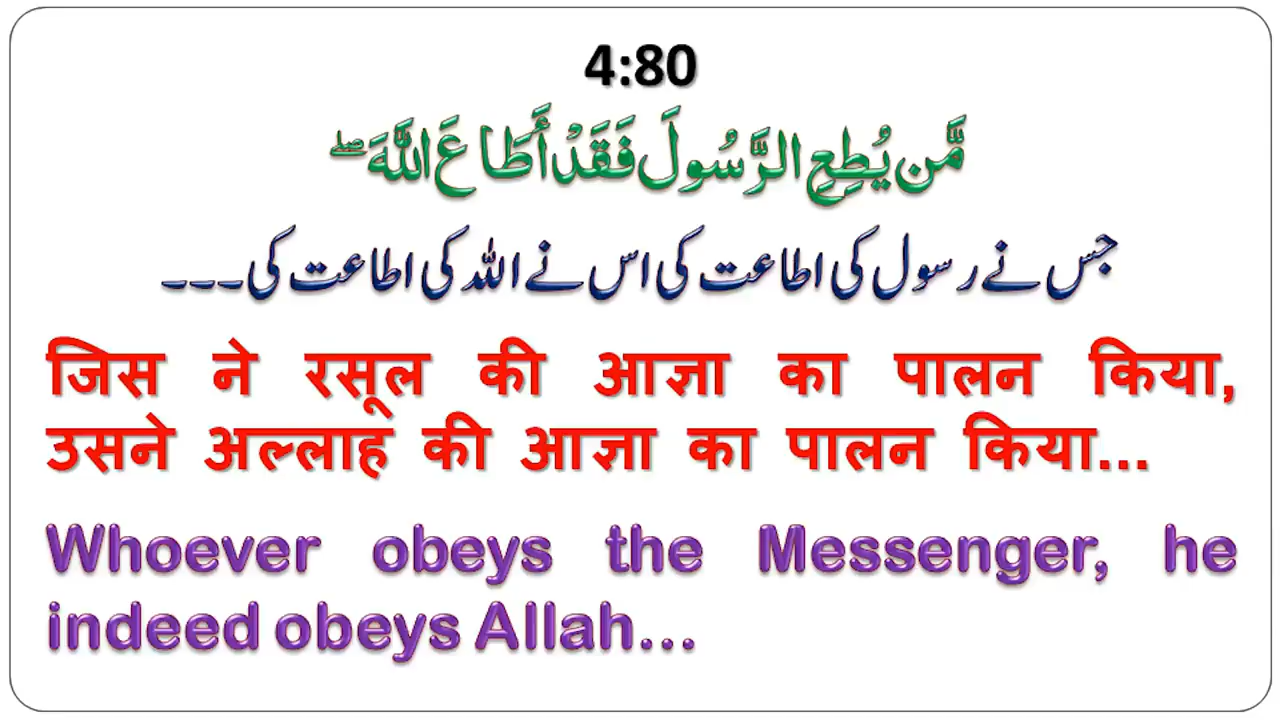 4:80
مَّن يُطِعِ الرَّسُولَ فَقَدْ أَطَاعَ اللَّهَ ۖ
جس نے رسول کی اطاعت کی اس نے اللہ کی اطاعت کی۔۔۔
जिस ने रसूल की आज्ञा का पालन किया,
उसने अल्लाह की आज्ञा का पालन किया...
Whoever obeys the Messenger, he
indeed obeys Allah...